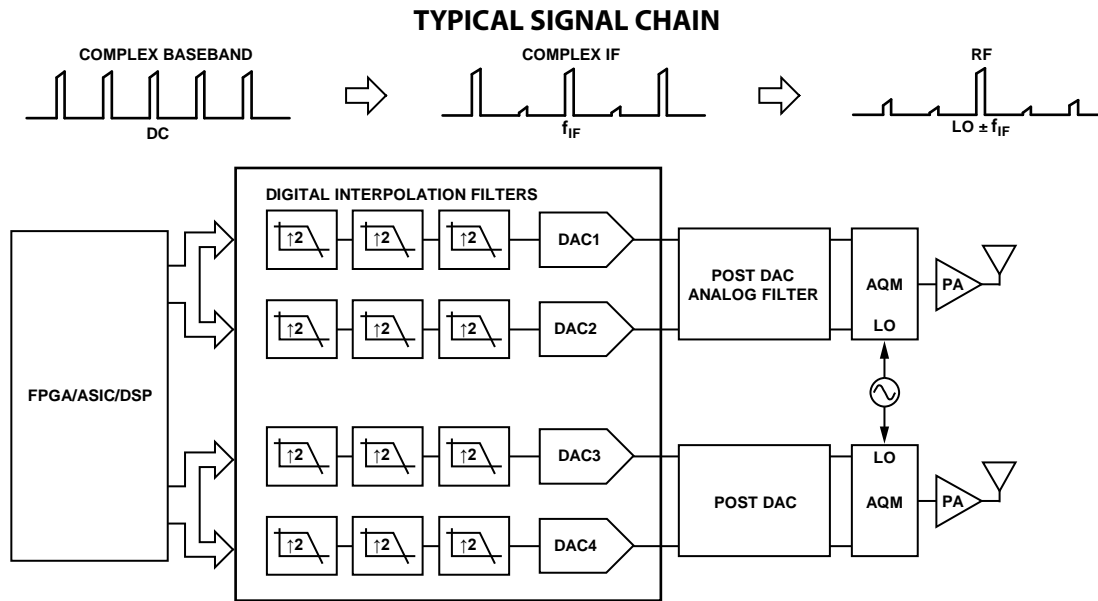 TYPICAL SIGNAL CHAIN
COMPLEX BASEBAND
COMPLEX IF
RF
DC
fIF
LO ± fIF
DIGITAL INTERPOLATION FILTERS
↑2
↑2
↑2
DAC1
↑2
↑2
↑2
DAC2
FPGA/ASIC/DSP
↑2
↑2
↑2
DAC3
↑2
↑2
↑2
DAC4
POST DAC
ANALOG FILTER
AQM
LO
PA
POST DAC
LO
AQM
PA